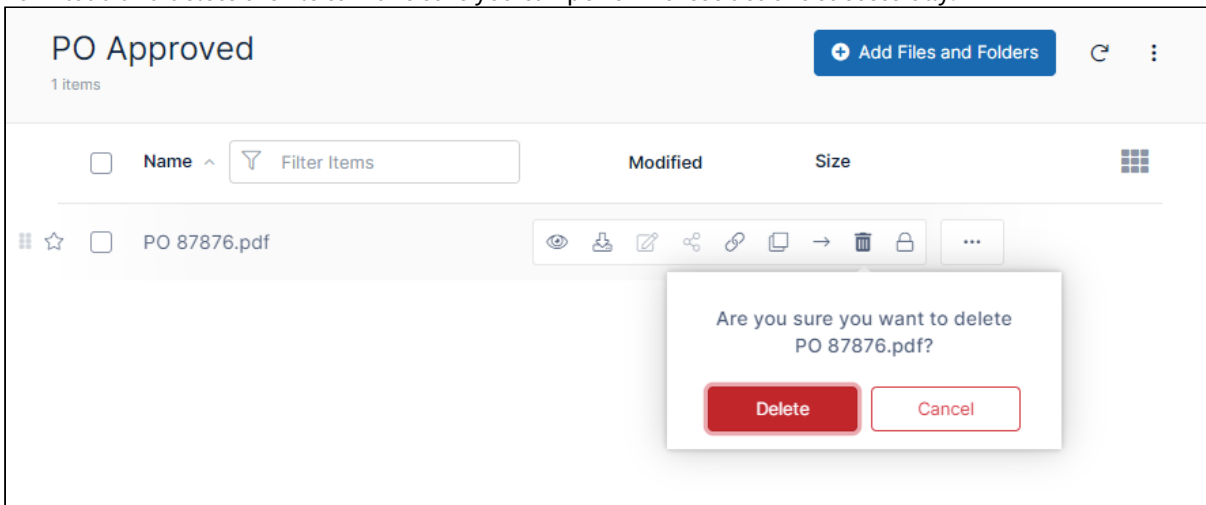 PO Approved
1 items
Add Files and Folders
Name
Filter Items
Modified
Size
PO 87876.pdf
Are you sure you want to delete
PO 87876.pdf?
Delete
Cancel